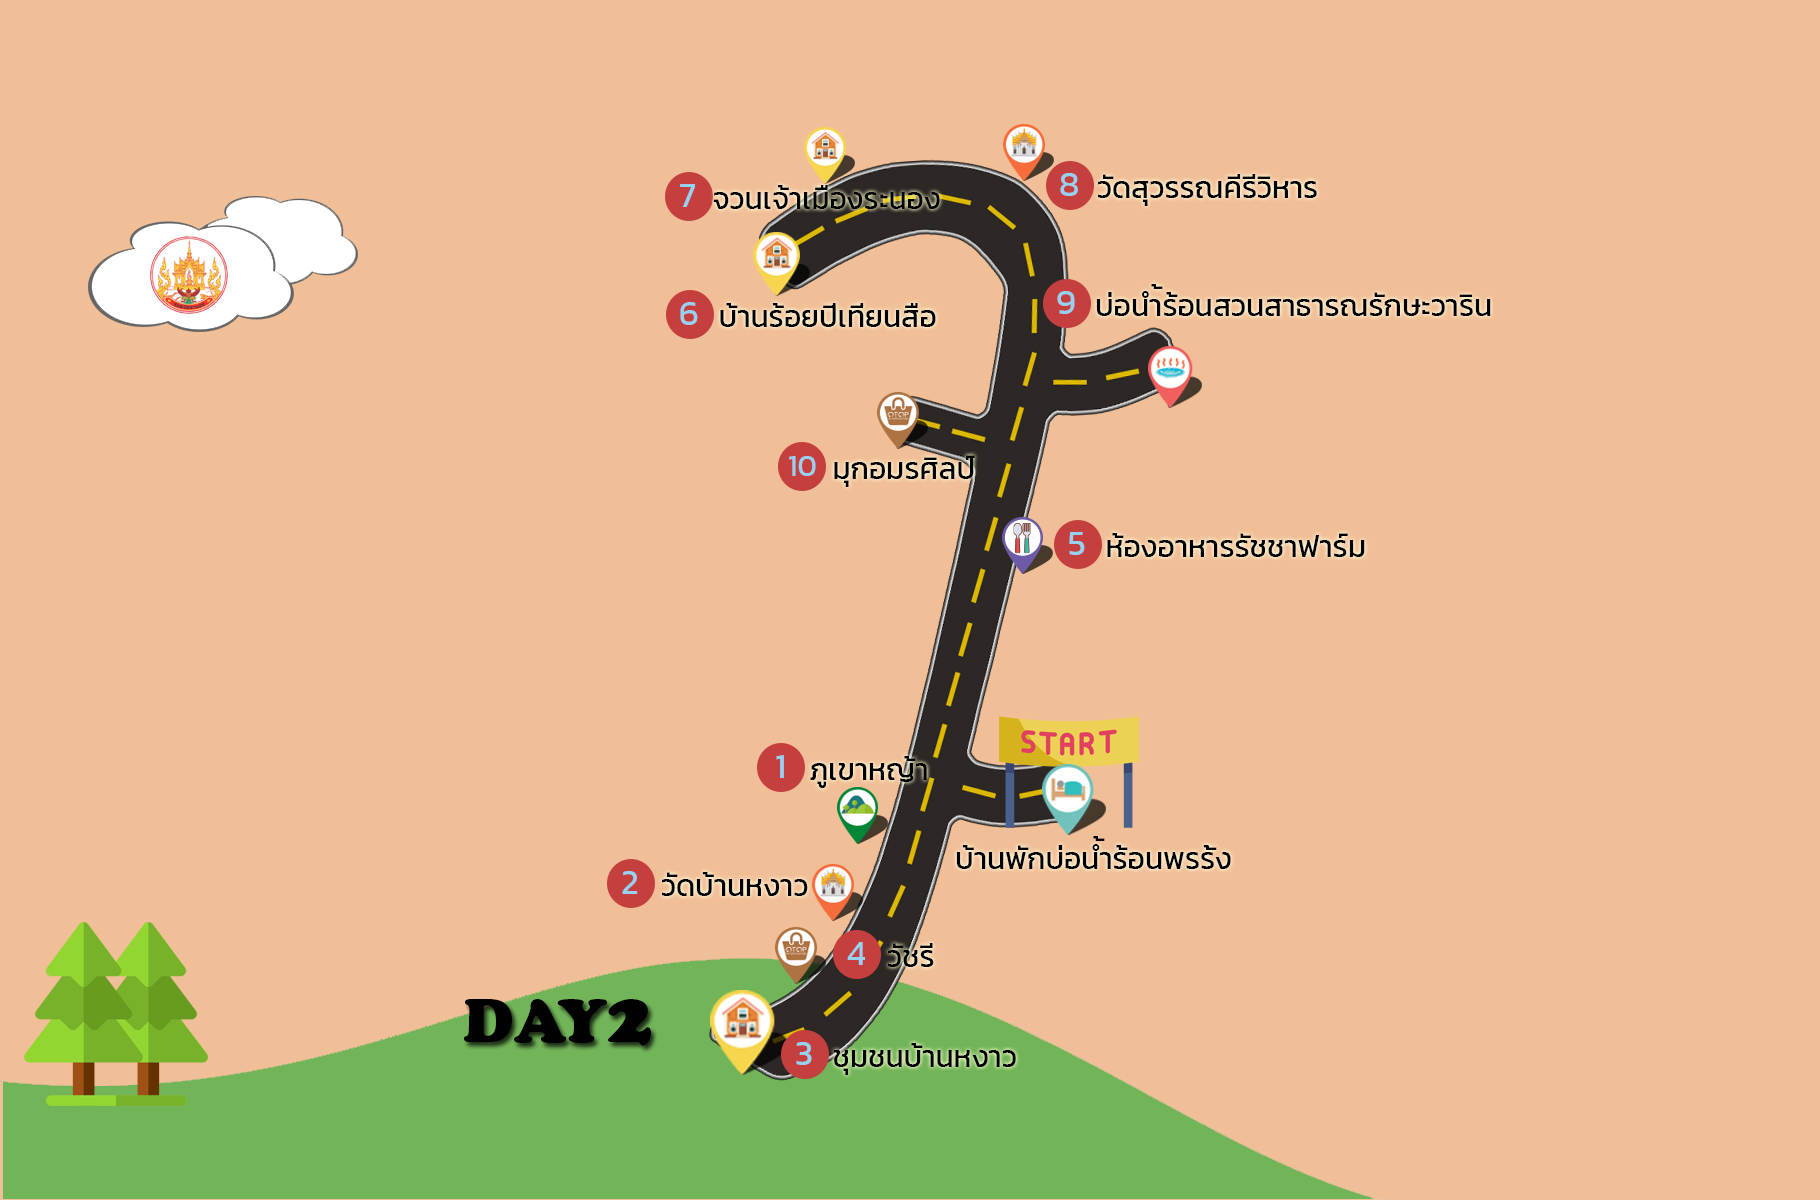 7 จวนเจ้าเมืองระนอง
8 วัดสุวรรณคีรีวิหาร
6 บ้านร้อยปีเทียนสือ
9 บ่อน้ำร้อนสวนสาธารณรักษะวาริน
OTOP
10 มุกอมรศิลป์
5 ห้องอาหารรัชชาฟาร์ม
START
1 ภูเขาหญ้า
บ้านพักบ่อน้ำร้อนพรรั้ง
2 วัดบ้านหงาว
OTOP
4 วัชรี
DAY2
3 ชุมชนบ้านหงาว